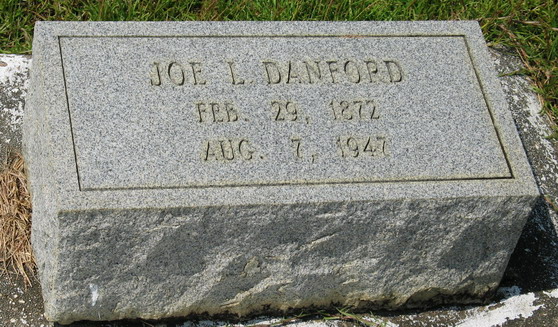 JOE L DANFORD
FEB. 29, 1872
AUG. 7, 1947